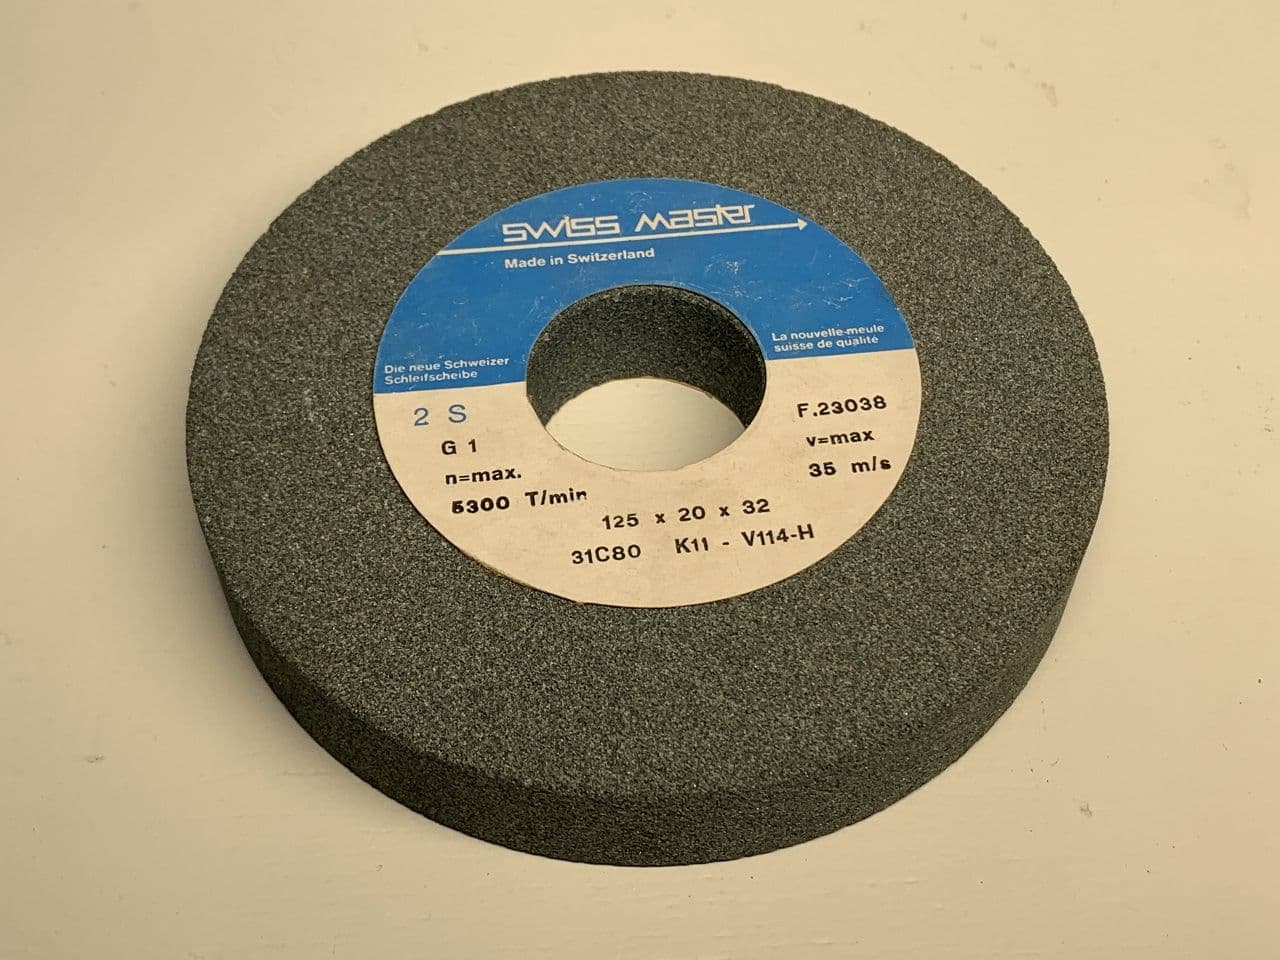 swiss master
Made in Switzerland
Die neue Schweizer
Schleifscheibe
La nouvelle meule
suisse de qualité
2 S
G 1
n=max.
5300 T/min
F.23038
v=max
35 m/s
125 x 20 x 32
31C80 K11 - V114-H